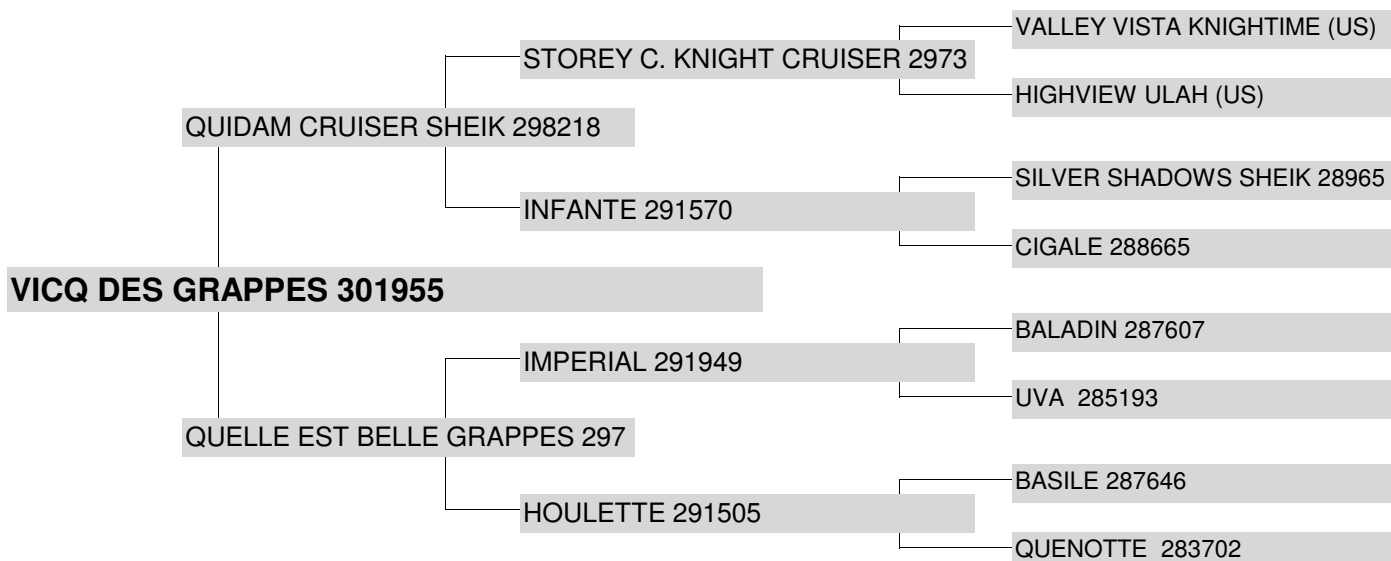 VALLEY VISTA KNIGHTIME (US)
STOREY C. KNIGHT CRUISER 2973
HIGHVIEW ULAH (US)
QUIDAM CRUISER SHEIK 298218
SILVER SHADOWS SHEIK 28965
INFANTE 291570
CIGALE 288665
VICQ DES GRAPPES 301955
BALADIN 287607
IMPERIAL 291949
UVA 285193
QUELLE EST BELLE GRAPPES 297
BASILE 287646
HOULETTE 291505
QUENOTTE 283702